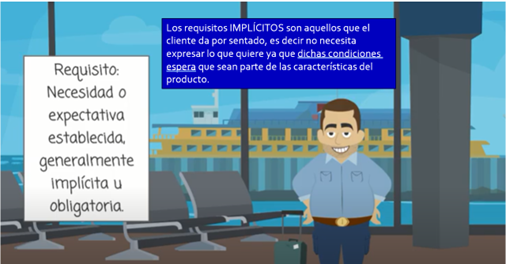 Los requisitos IMPLÍCITOS son aquellos que el
cliente da por sentado, es decir no necesita
expresar lo que quiere ya que dichas condiciones
espera que sean parte de las características del
producto.
Requisito:
Necesidad o
expectativa
establecida,
generalmente
implícita u
obligatoria.